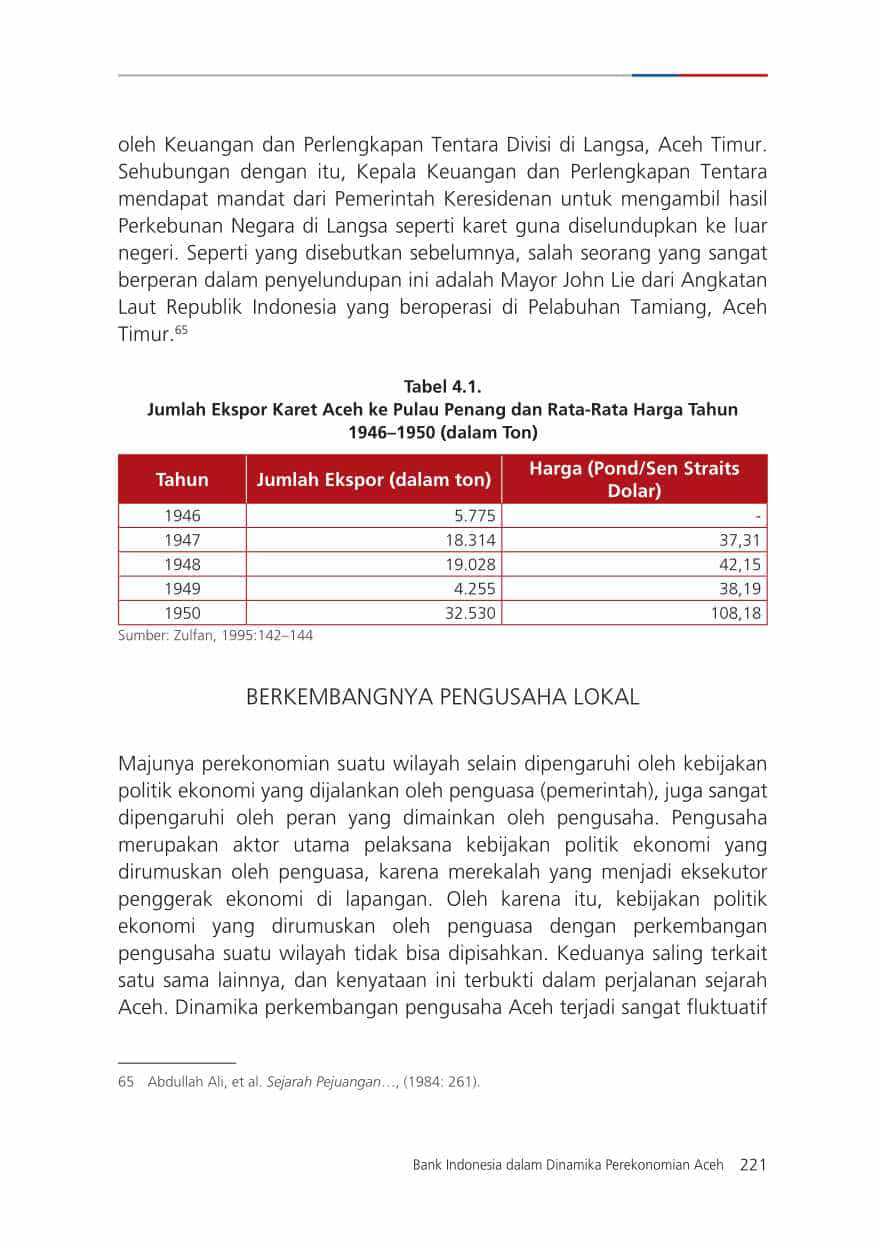 oleh Keuangan dan Perlengkapan Tentara Divisi di Langsa, Aceh Timur.
Sehubungan dengan itu, Kepala Keuangan dan Perlengkapan Tentara
mendapat mandat dari Pemerintah Keresidenan untuk mengambil hasil
Perkebunan Negara di Langsa seperti karet guna diselundupkan ke luar
negeri. Seperti yang disebutkan sebelumnya, salah seorang yang sangat
berperan dalam penyelundupan ini adalah Mayor John Lie dari Angkatan
Laut Republik Indonesia yang beroperasi di Pelabuhan Tamiang, Aceh
Timur.65
Tabel 4.1.
Jumlah Ekspor Karet Aceh ke Pulau Penang dan Rata-Rata Harga Tahun
1946–1950 (dalam Ton)
Tahun Jumlah Ekspor (dalam ton) Harga (Pond/Sen Straits
Dolar)
1946 5.775 -
1947 18.314 37,31
1948 19.028 42,15
1949 4.255 38,19
1950 32.530 108,18
Sumber: Zulfan, 1995:142–144
BERKEMBANGNYA PENGUSAHA LOKAL
Majunya perekonomian suatu wilayah selain dipengaruhi oleh kebijakan
politik ekonomi yang dijalankan oleh penguasa (pemerintah), juga sangat
dipengaruhi oleh peran yang dimainkan oleh pengusaha. Pengusaha
merupakan aktor utama pelaksana kebijakan politik ekonomi yang
dirumuskan oleh penguasa, karena merekalah yang menjadi eksekutor
penggerak ekonomi di lapangan. Oleh karena itu, kebijakan politik
ekonomi yang dirumuskan oleh penguasa dengan perkembangan
pengusaha suatu wilayah tidak bisa dipisahkan. Keduanya saling terkait
satu sama lainnya, dan kenyataan ini terbukti dalam perjalanan sejarah
Aceh. Dinamika perkembangan pengusaha Aceh terjadi sangat fluktuatif
65 Abdullah Ali, et al. Sejarah Pejuangan…, (1984: 261).
Bank Indonesia dalam Dinamika Perekonomian Aceh 221